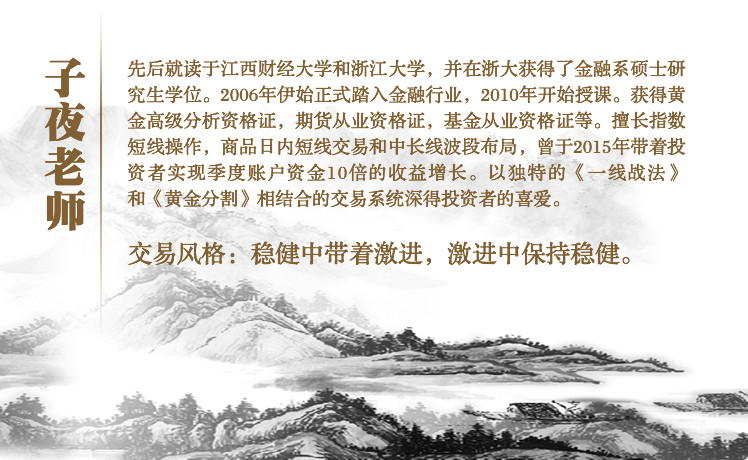 子夜老师
先后就读于江西财经大学和浙江大学，并在浙大获得了金融系硕士研
究生学位。2006年伊始正式踏入金融行业，2010年开始授课。获得黄
金高级分析资格证，期货从业资格证，基金从业资格证等。擅长指数
短线操作，商品日内短线交易和中长线波段布局，曾于2015年带着投
资者实现季度账户资金10倍的收益增长。以独特的《一线战法》
和《黄金分割》相结合的交易系统深得投资者的喜爱。
交易风格：稳健中带着激进，激进中保持稳健。